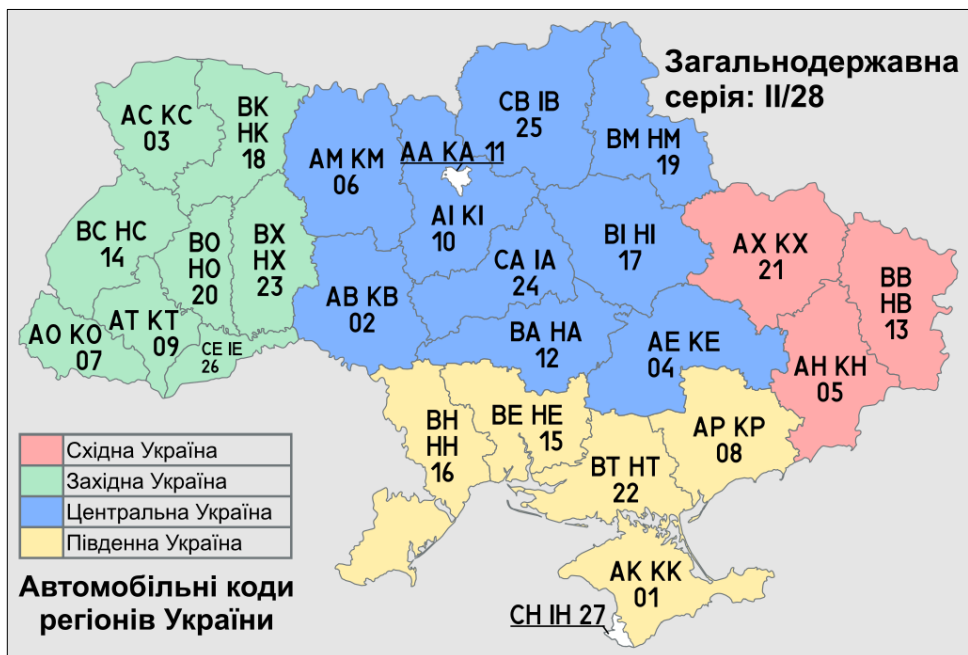 Загальнодержавна
серія: II/28
АС КС
03
ВК
НК
18
АМ КМ
06
АА КА 11
СВ ІВ
25
ВМ НМ
19
ВС НС
14
ВО
НО
20
ВХ
НХ
23
АІ КІ
10
СА ІА
24
ВІ НІ
17
АХ КХ
21
ВВ
НВ
13
АО КО
07
АТ КТ
09
СЕ ІЕ
26
АВ КВ
02
ВА НА
12
АЕ КЕ
04
АН КН
05
ВН
НН
16
ВЕ НЕ
15
ВТ НТ
22
АР КР
08
АК КК
01
СН ІН 27
Східна Україна
Західна Україна
Центральна Україна
Південна Україна
Автомобільні коди
регіонів України